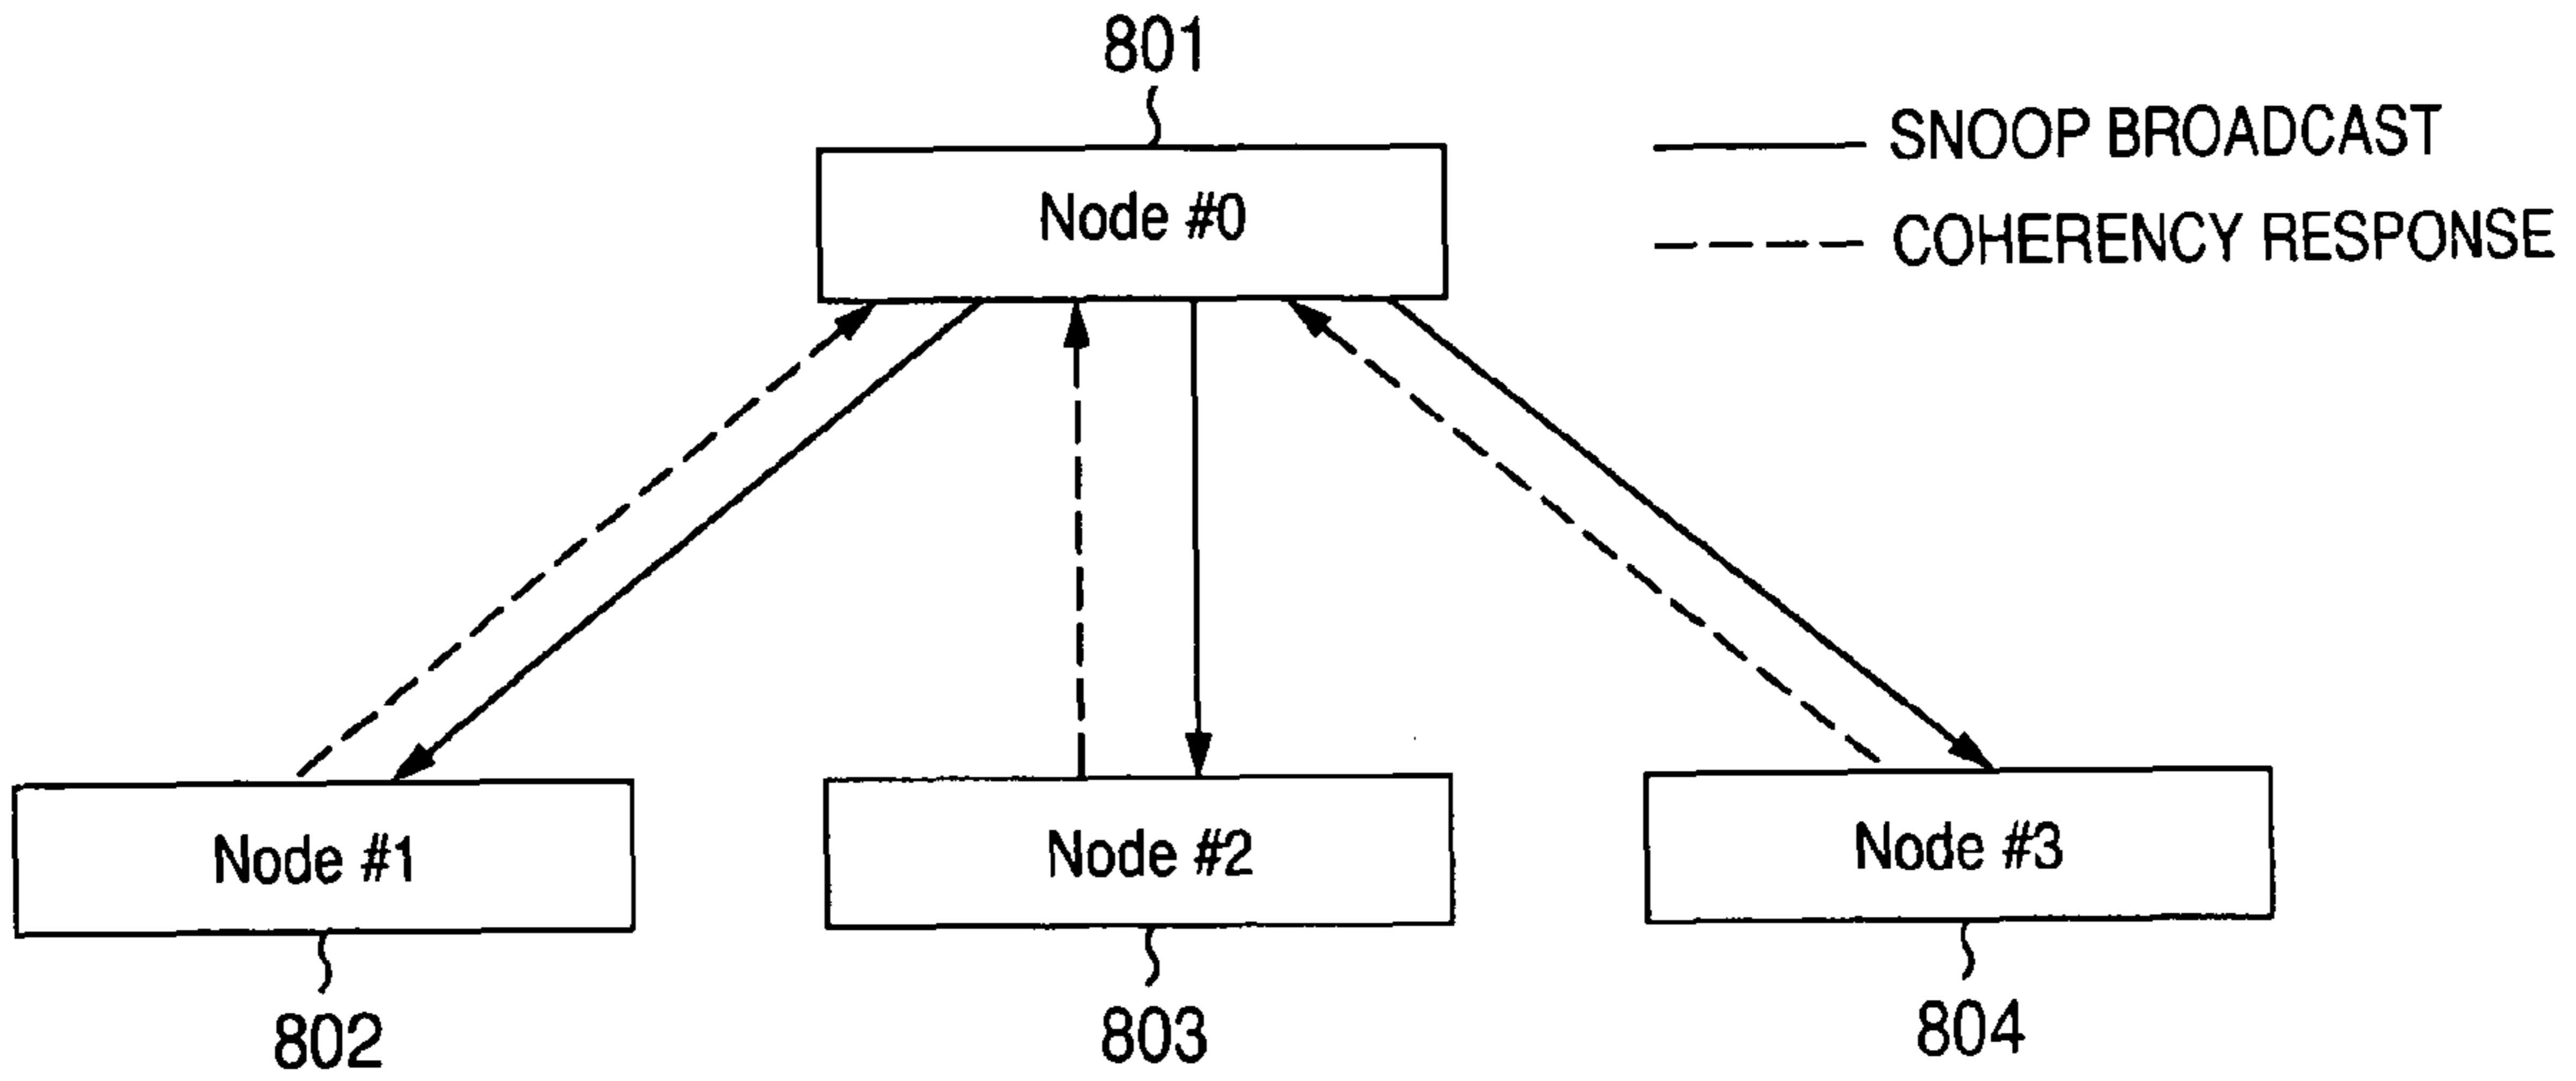 801
SNOOP BROADCAST
Node #0
COHERENCY RESPONSE
Node #1
Node #2
Node #3
802
803
804